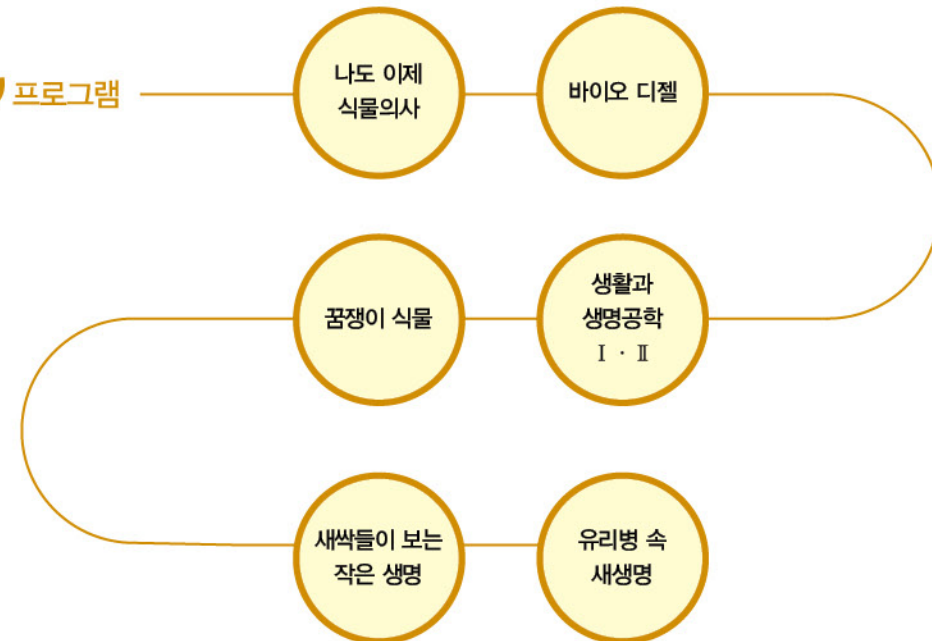 프로그램
나도 이제
식물의사
바이오 디젤
생활과
생명공학
Ⅰ · Ⅱ
꿈쟁이 식물
새싹들이 보는
작은 생명
유리병 속
새생명